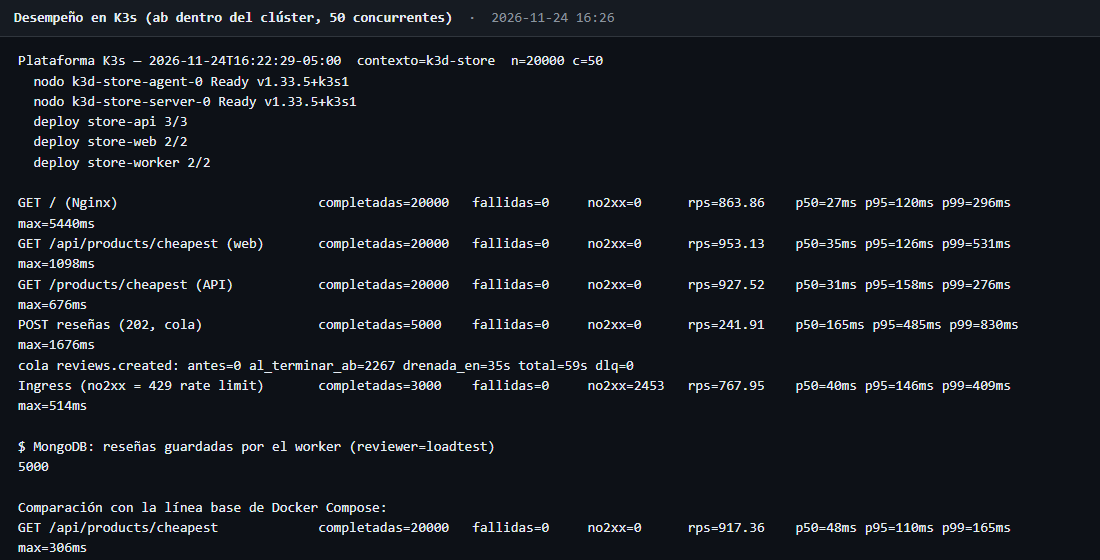 Desempeño en K3s (ab dentro del clúster, 50 concurrentes) · 2026-11-24 16:26
Plataforma K3s — 2026-11-24T16:22:29-05:00 contexto=k3d-store n=20000 c=50
nodo k3d-store-agent-0 Ready v1.33.5+k3s1
nodo k3d-store-server-0 Ready v1.33.5+k3s1
deploy store-api 3/3
deploy store-web 2/2
deploy store-worker 2/2
GET / (Nginx) completadas=20000 fallidas=0 no2xx=0 rps=863.86 p50=27ms p95=120ms p99=296ms
max=5440ms
GET /api/products/cheapest (web) completadas=20000 fallidas=0 no2xx=0 rps=953.13 p50=35ms p95=126ms p99=531ms
max=1098ms
GET /products/cheapest (API) completadas=20000 fallidas=0 no2xx=0 rps=927.52 p50=31ms p95=158ms p99=276ms
max=676ms
POST reseñas (202, cola) completadas=5000 fallidas=0 no2xx=0 rps=241.91 p50=165ms p95=485ms p99=830ms
max=1676ms
cola reviews.created: antes=0 al_terminar_ab=2267 drenada_en=35s total=59s dlq=0
Ingress (no2xx = 429 rate limit) completadas=3000 fallidas=0 no2xx=2453 rps=767.95 p50=40ms p95=146ms p99=409ms
max=514ms
$ MongoDB: reseñas guardadas por el worker (reviewer=loadtest)
5000
Comparación con la línea base de Docker Compose:
GET /api/products/cheapest completadas=20000 fallidas=0 no2xx=0 rps=917.36 p50=48ms p95=110ms p99=165ms
max=306ms